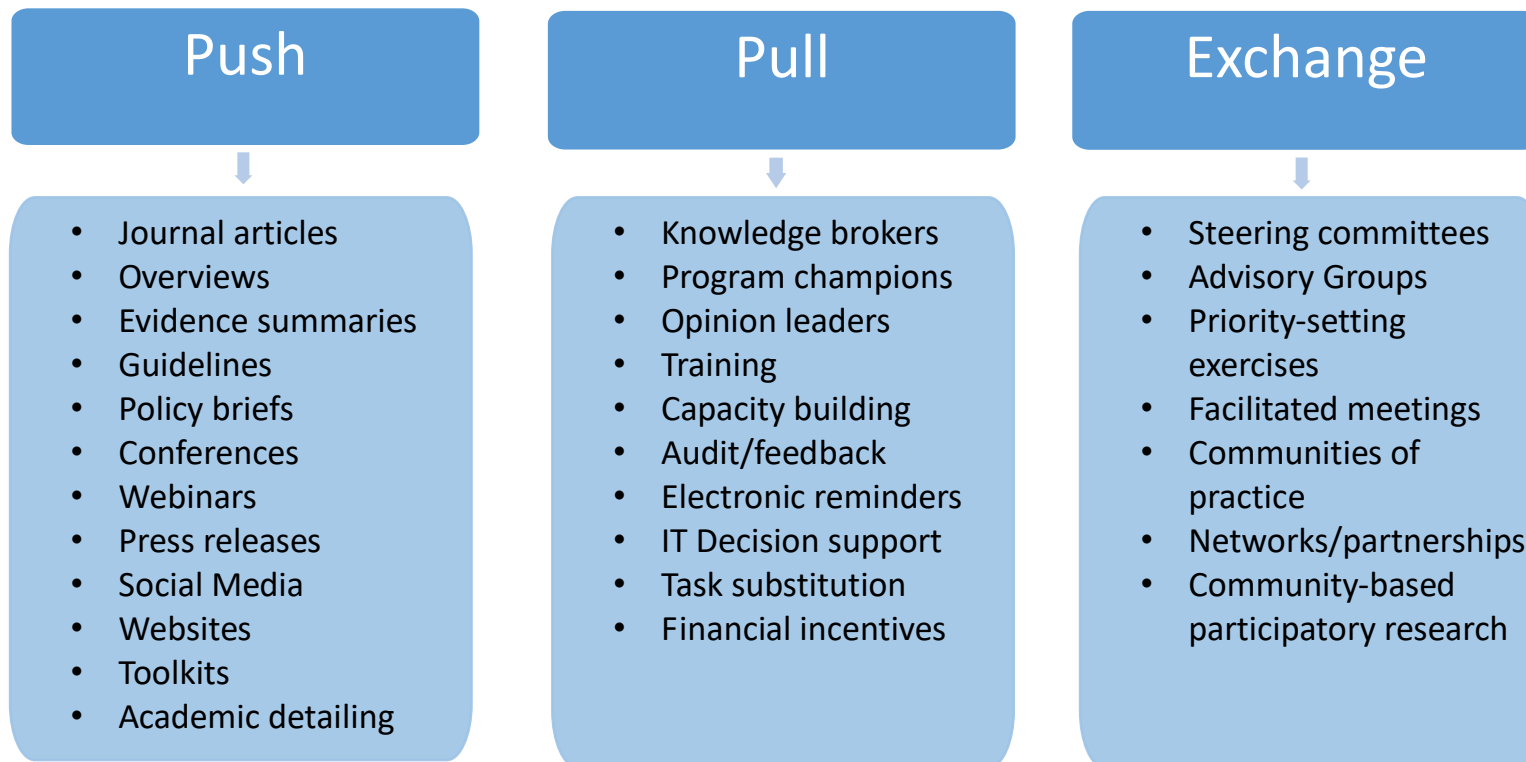 Push
• Journal articles
• Overviews
• Evidence summaries
• Guidelines
• Policy briefs
• Conferences
• Webinars
• Press releases
• Social Media
• Websites
• Toolkits
• Academic detailing
Pull
• Knowledge brokers
• Program champions
• Opinion leaders
• Training
• Capacity building
• Audit/feedback
• Electronic reminders
• IT Decision support
• Task substitution
• Financial incentives
Exchange
• Steering committees
• Advisory Groups
• Priority-setting
exercises
• Facilitated meetings
• Communities of
practice
• Networks/partnerships
• Community-based
participatory research